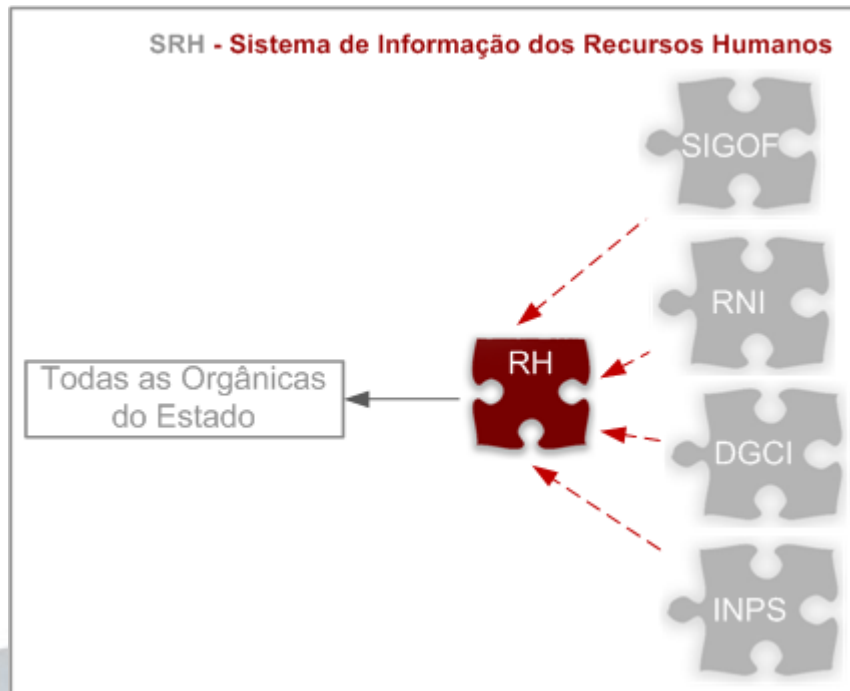 SRH - Sistema de Informação dos Recursos Humanos
SIGOF
RNI
RH
Todas as Orgânicas
do Estado
DGCI
INPS